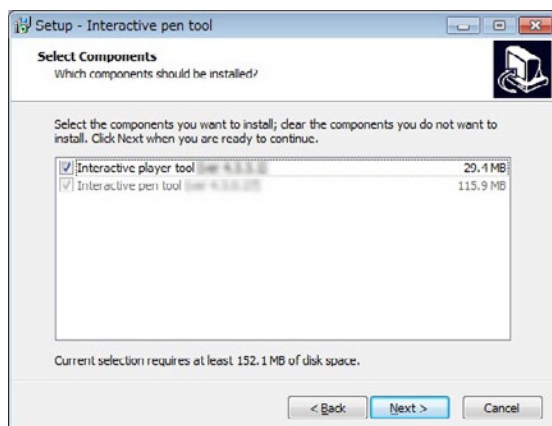 Setup - Interactive pen tool
Select Components
Which components should be installed?
Select the components you want to install; clear the components you do not want to
install. Click Next when you are ready to continue.
Interactive player tool 29.4 MB
Interactive pen tool 115.9 MB
Current selection requires at least 152.1 MB of disk space.
< Back Next > Cancel